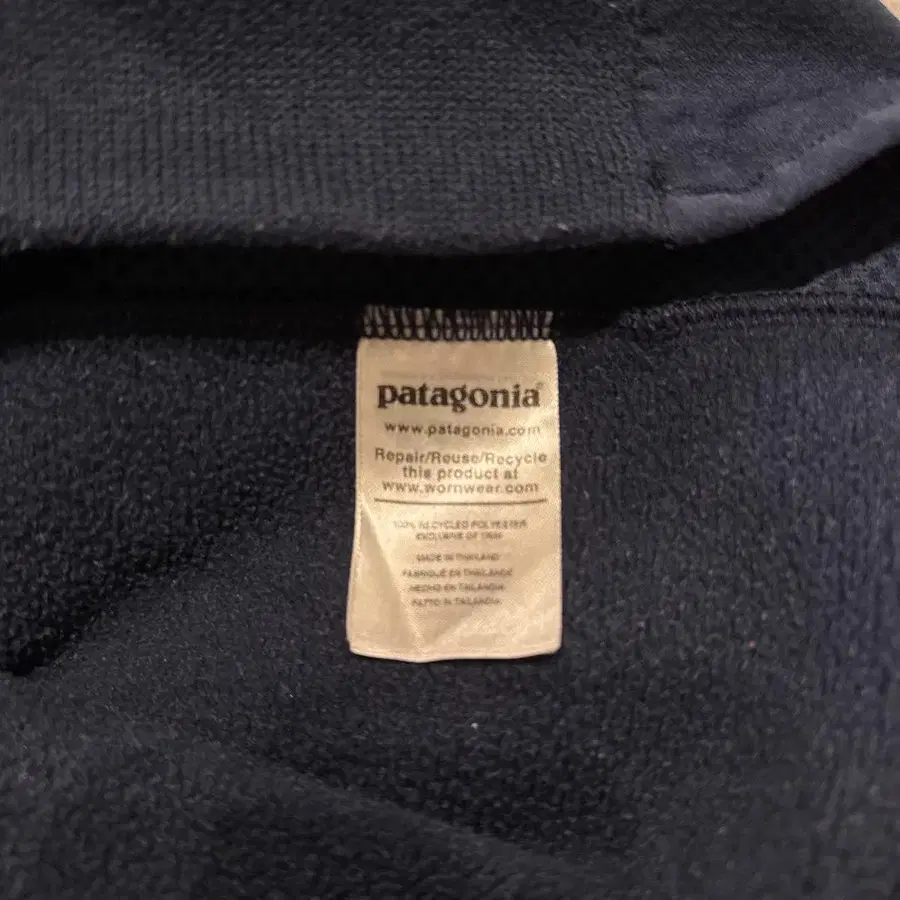 patagonia®
www.patagonia.com
Repair/Reuse/Recycle
this product at
www.wornwear.com
100% RECYCLED POLYESTER
EXCLUSIVE OF TRIM
MADE IN THAILAND
FABRIQUÉ EN THAÏLANDE
HECHO EN TAILANDIA
FATTO IN TAILANDIA